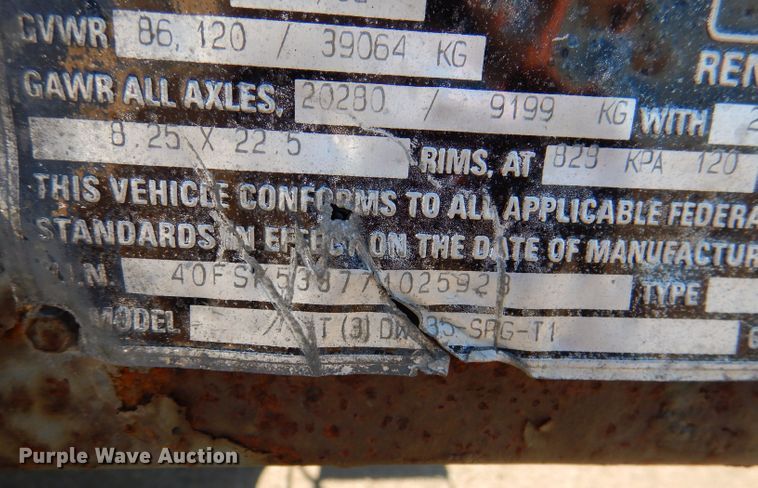 GVWR 86,120 / 39064 KG
REN
GAWR ALL AXLES, 20280 / 9199 KG WITH 2
8.25 X 22.5 RIMS, AT 829 KPA 120
THIS VEHICLE CONFORMS TO ALL APPLICABLE FEDERA
STANDARDS IN EFFECT ON THE DATE OF MANUFACTUR
TYPE
MODEL
Purple Wave Auction